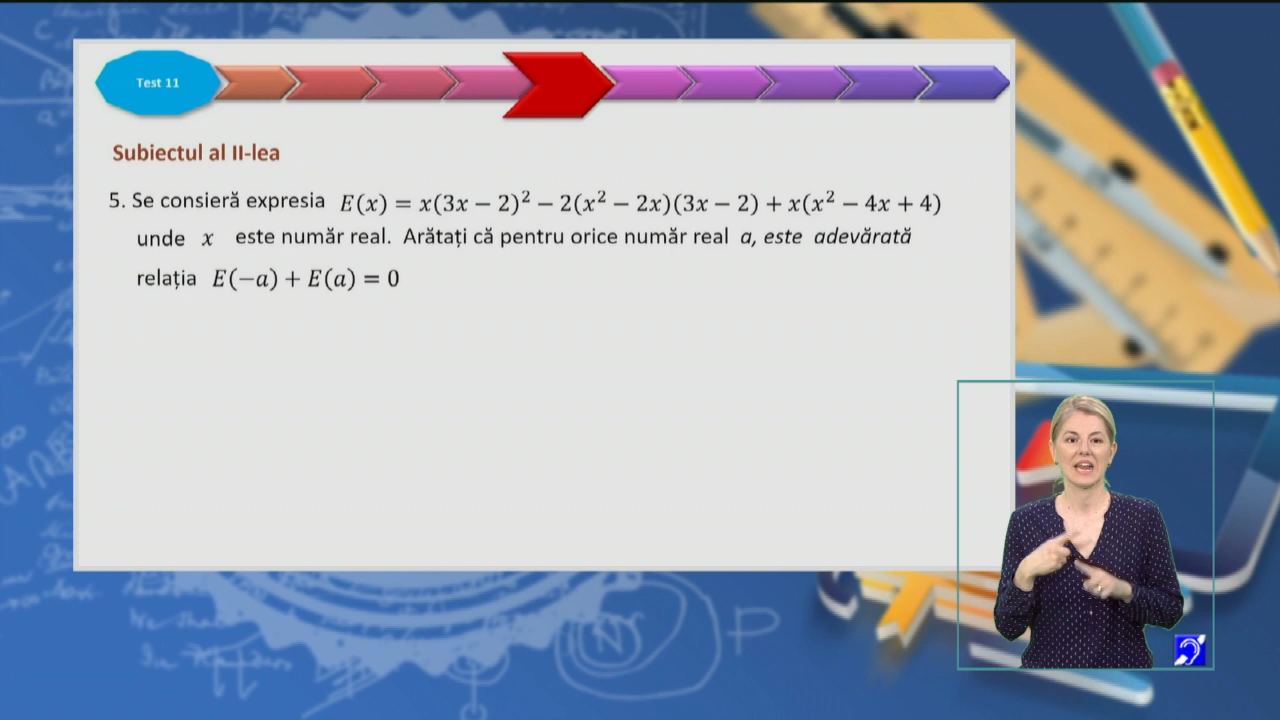 Test 11
Subiectul al II-lea
5. Se consieră expresia E(x) = x(3x − 2)² − 2(x² − 2x)(3x − 2) + x(x² − 4x + 4)
unde x este număr real. Arătați că pentru orice număr real a, este adevărată
relația E(−a) + E(a) = 0
N
P